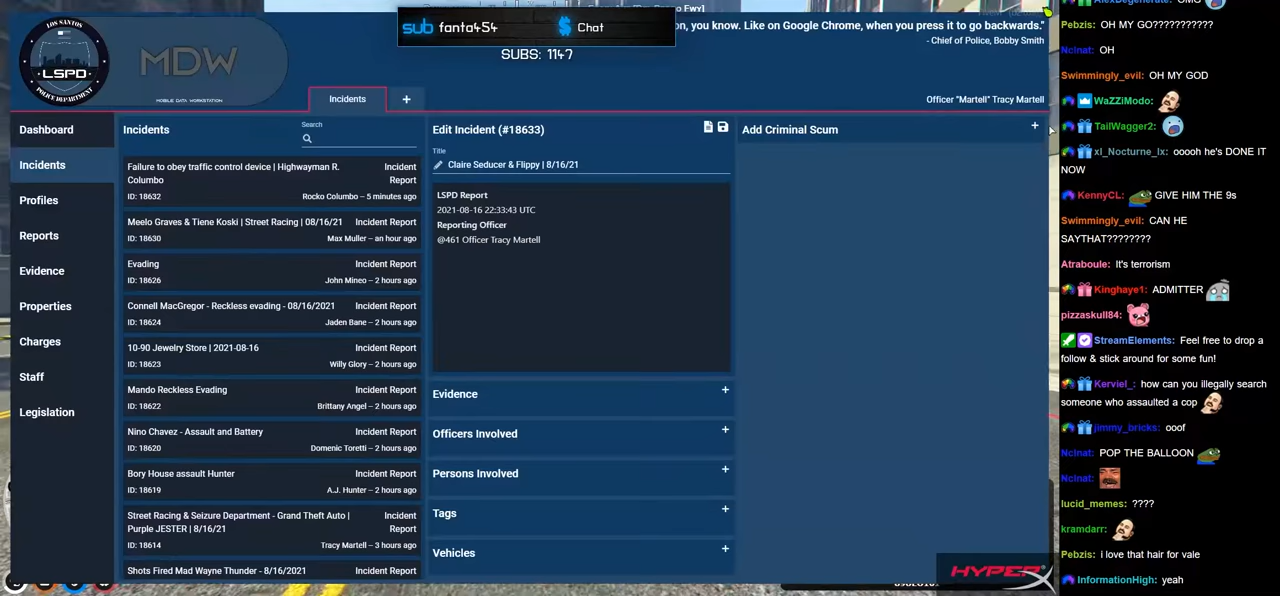 LOS SANTOS
LSPD
POLICE DEPARTMENT
MDW
MOBILE DATA WORKSTATION
sub fanta454
Chat
SUBS: 1147
on, you know. Like on Google Chrome, when you press it to go backwards."
- Chief of Police, Bobby Smith
Incidents
+
Officer "Martell" Tracy Martell
Dashboard
Incidents
Profiles
Reports
Evidence
Properties
Charges
Staff
Legislation
Incidents
Search
Failure to obey traffic control device | Highwayman R. Incident
Columbo Report
ID: 18632 Rocko Columbo – 5 minutes ago
Meelo Graves & Tiene Koski | Street Racing | 08/16/21 Incident Report
ID: 18630 Max Muller – an hour ago
Evading Incident Report
ID: 18626 John Mineo – 2 hours ago
Connell MacGregor - Reckless evading - 08/16/2021 Incident Report
ID: 18624 Jaden Bane – 2 hours ago
10-90 Jewelry Store | 2021-08-16 Incident Report
ID: 18623 Willy Glory – 2 hours ago
Mando Reckless Evading Incident Report
ID: 18622 Brittany Angel – 2 hours ago
Nino Chavez - Assault and Battery Incident Report
ID: 18620 Domenic Toretti – 2 hours ago
Bory House assault Hunter Incident Report
ID: 18619 A.J. Hunter – 2 hours ago
Street Racing & Seizure Department - Grand Theft Auto | Incident
Purple JESTER | 8/16/21 Report
ID: 18614 Tracy Martell – 3 hours ago
Shots Fired Mad Wayne Thunder - 8/16/2021 Incident Report
Edit Incident (#18633)
Title
Claire Seducer & Flippy | 8/16/21
LSPD Report
2021-08-16 22:33:43 UTC
Reporting Officer
@461 Officer Tracy Martell
Evidence +
Officers Involved +
Persons Involved +
Tags +
Vehicles +
Add Criminal Scum +
HYPERX
Pebzis: OH MY GO???????????
Nclnat: OH
Swimmingly_evil: OH MY GOD
WaZZiModo:
TailWagger2:
xl_Nocturne_lx: ooooh he's DONE IT
NOW
KennyCL: GIVE HIM THE 9s
Swimmingly_evil: CAN HE
SAYTHAT????????
Atraboule: It's terrorism
Kinghaye1: ADMITTER
pizzaskull84:
StreamElements: Feel free to drop a
follow & stick around for some fun!
Kerviel_: how can you illegally search
someone who assaulted a cop
jimmy_bricks: ooof
Nclnat: POP THE BALLOON
Nclnat:
lucid_memes: ????
kramdarr:
Pebzis: i love that hair for vale
InformationHigh: yeah